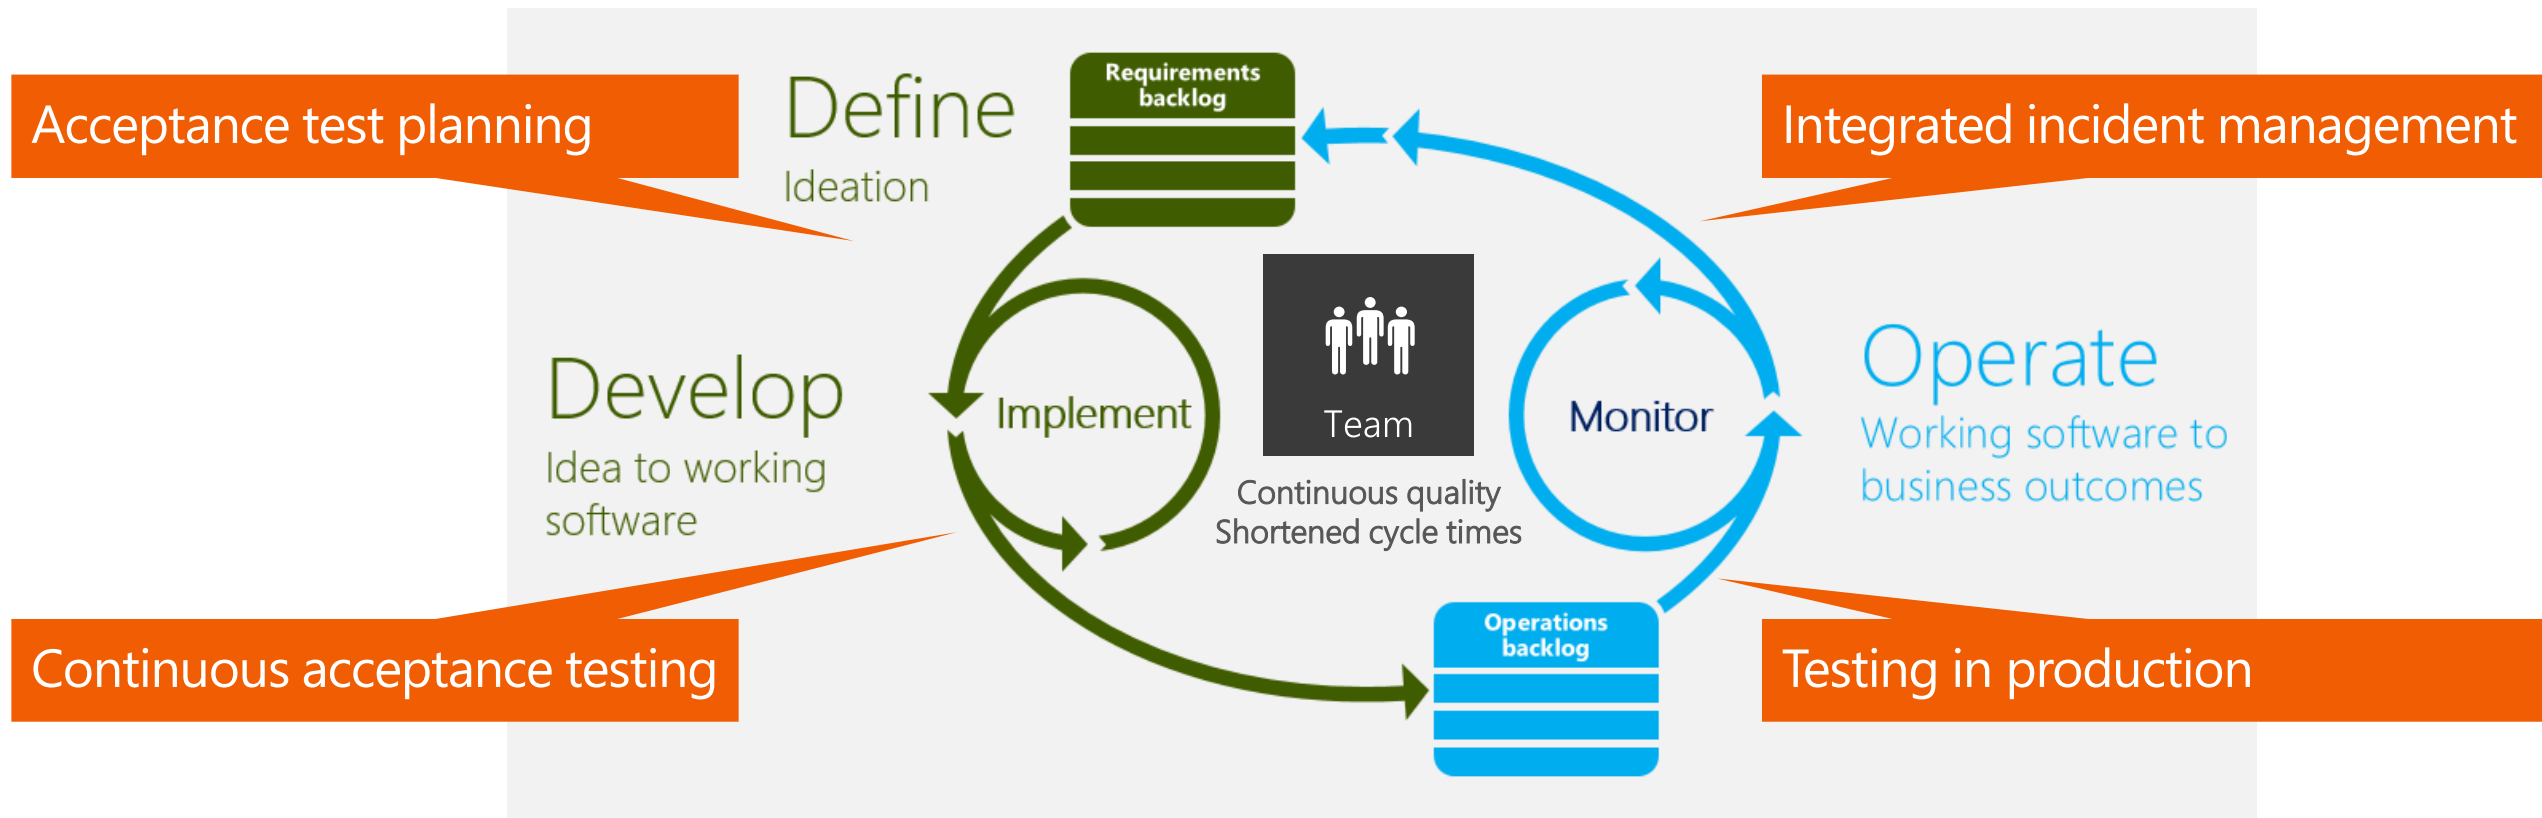 Acceptance test planning
Define
Ideation
Requirements
backlog
Integrated incident management
Develop
Idea to working
software
Implement
Team
Continuous quality
Shortened cycle times
Monitor
Operate
Working software to
business outcomes
Continuous acceptance testing
Operations
backlog
Testing in production